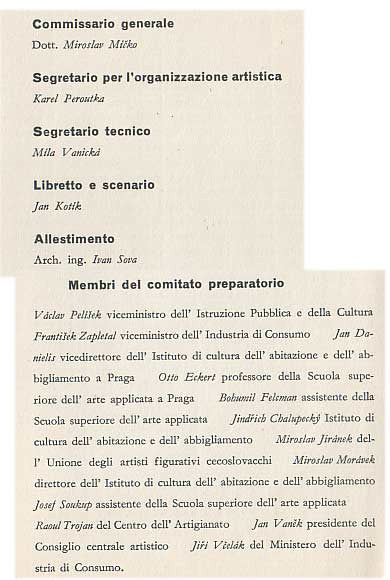 Commissario generale
Dott. Miroslav Mičko
Segretario per l'organizzazione artistica
Karel Peroutka
Segretario tecnico
Míla Vanická
Libretto e scenario
Jan Kotík
Allestimento
Arch. ing. Ivan Sova
Membri del comitato preparatorio
Václav Pelíšek viceministro dell' Istruzione Pubblica e della Cultura
František Zapletal viceministro dell' Industria di Consumo Jan Da-
nielis vicedirettore dell' Istituto di cultura dell' abitazione e dell' ab-
bigliamento a Praga Otto Eckert professore della Scuola supe-
riore dell' arte applicata a Praga Bohumil Felcman assistente della
Scuola superiore dell' arte applicata Jindřich Chalupecký Istituto di
cultura dell' abitazione e dell' abbigliamento Miroslav Jiránek del-
l' Unione degli artisti figurativi cecoslovacchi Miroslav Morávek
direttore dell' Istituto di cultura dell' abitazione e dell' abbigliamento
Josef Soukup assistente della Scuola superiore dell' arte applicata
Raoul Trojan del Centro dell' Artigianato Jan Vaněk presidente del
Consiglio centrale artistico Jiří Včelák del Ministero dell' Indu-
stria di Consumo.